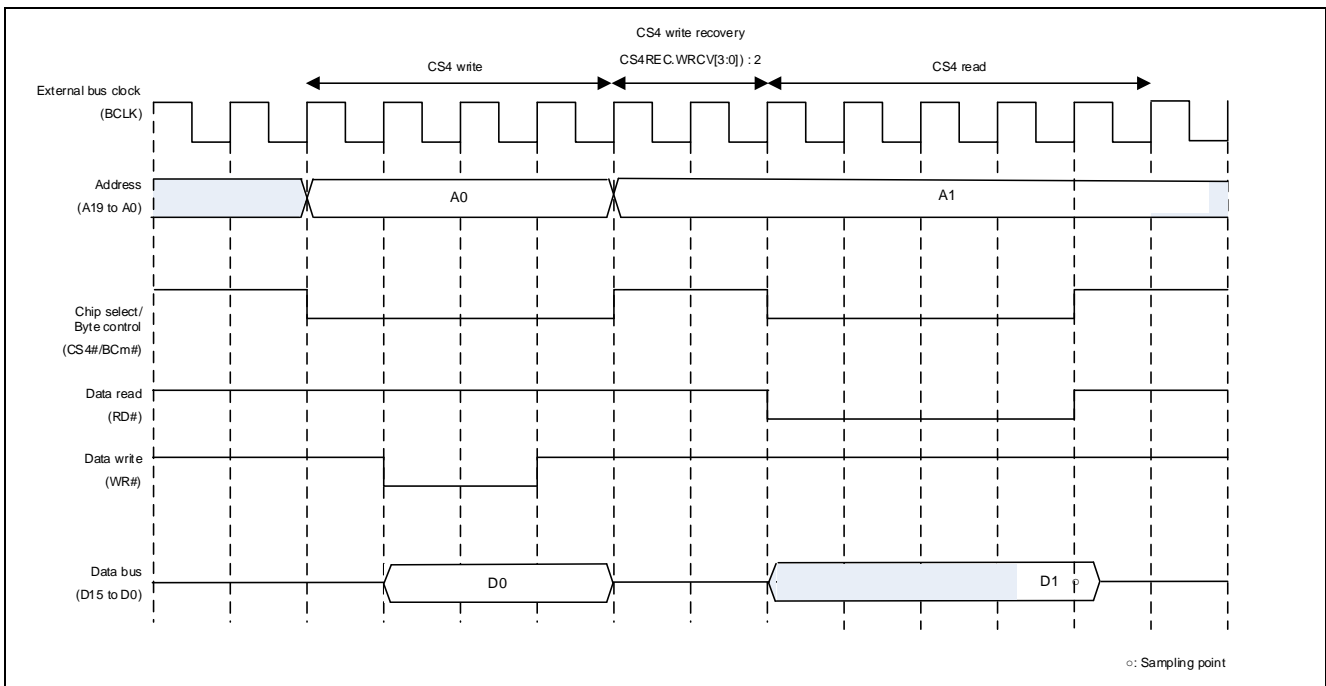 CS4 write recovery
CS4REC.WRCV[3:0]) : 2
CS4 write
CS4 read
External bus clock
(BCLK)
Address
(A19 to A0)
A0
A1
Chip select/
Byte control
(CS4#/BCm#)
Data read
(RD#)
Data write
(WR#)
Data bus
(D15 to D0)
D0
D1
○: Sampling point